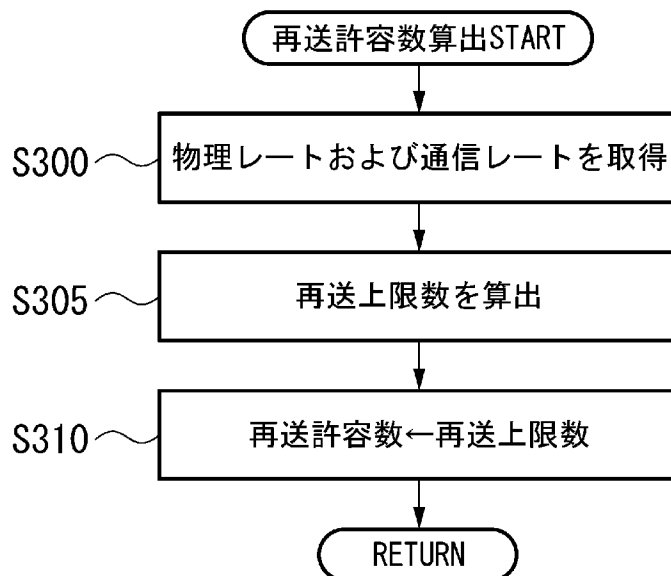 再送許容数算出START
S300
物理レートおよび通信レートを取得
S305
再送上限数を算出
S310
再送許容数←再送上限数
RETURN